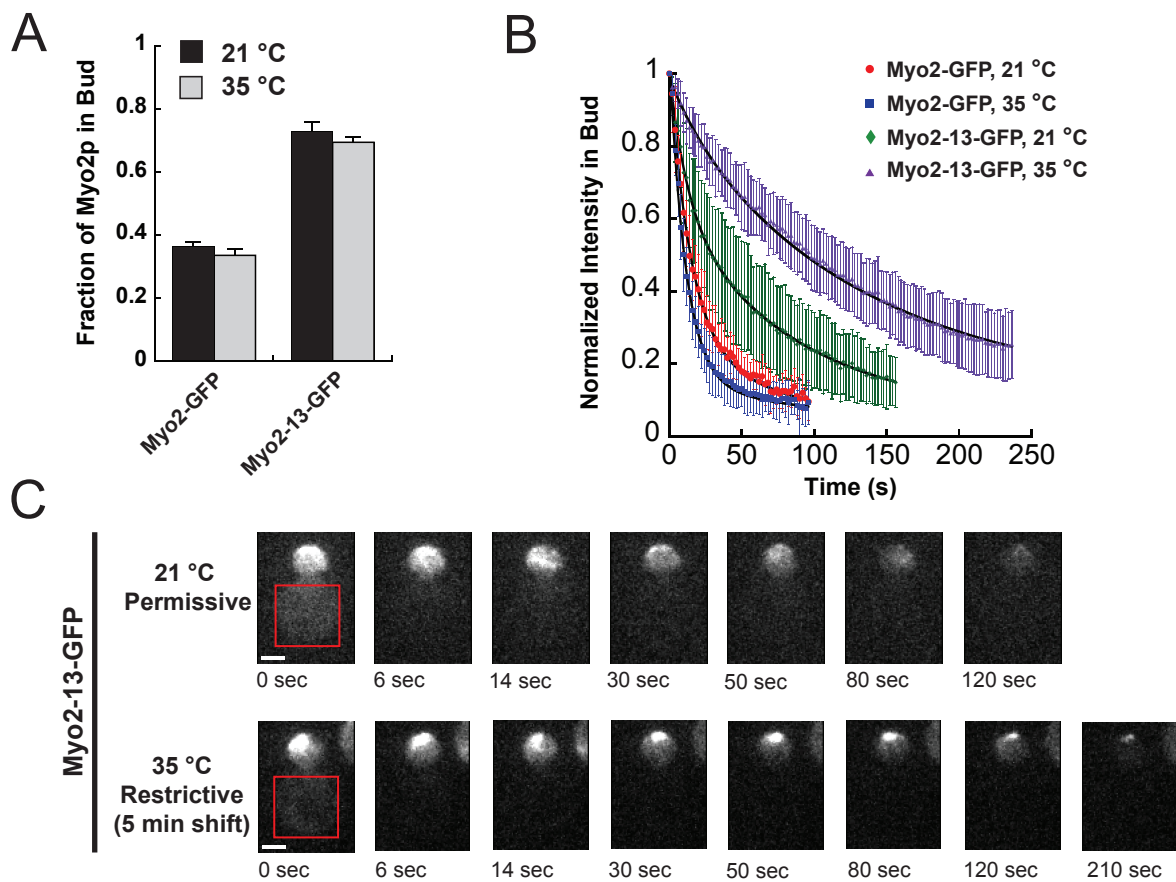 A
Fraction of Myo2p in Bud
1
0.8
0.6
0.4
0.2
0
21 °C
35 °C
Myo2-GFP
Myo2-13-GFP
B
Normalized Intensity in Bud
1
0.8
0.6
0.4
0.2
0
0 50 100 150 200 250
Time (s)
Myo2-GFP, 21 °C
Myo2-GFP, 35 °C
Myo2-13-GFP, 21 °C
Myo2-13-GFP, 35 °C
C
Myo2-13-GFP
21 °C
Permissive
0 sec 6 sec 14 sec 30 sec 50 sec 80 sec 120 sec
35 °C
Restrictive
(5 min shift)
0 sec 6 sec 14 sec 30 sec 50 sec 80 sec 120 sec 210 sec